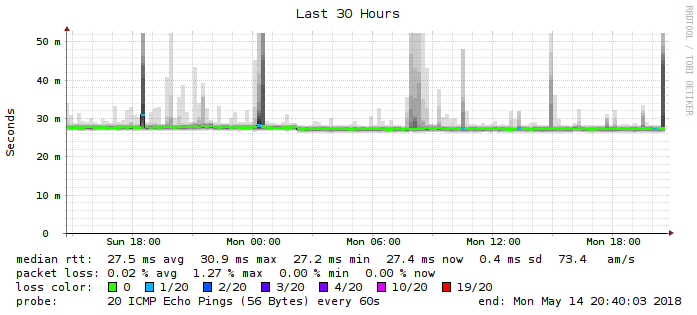 Last 30 Hours
RRDTOOL / TOBI OETIKER
Seconds
50 m
40 m
30 m
20 m
10 m
0
Sun 18:00 Mon 00:00 Mon 06:00 Mon 12:00 Mon 18:00
median rtt: 27.5 ms avg 30.9 ms max 27.2 ms min 27.4 ms now 0.4 ms sd 73.4 am/s
packet loss: 0.02 % avg 1.27 % max 0.00 % min 0.00 % now
loss color: 0 1/20 2/20 3/20 4/20 10/20 19/20
probe: 20 ICMP Echo Pings (56 Bytes) every 60s end: Mon May 14 20:40:03 2018